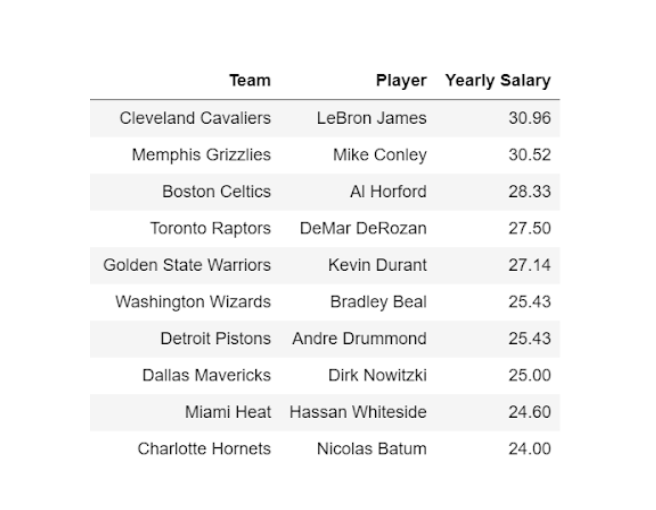 Team Player Yearly Salary
Cleveland Cavaliers LeBron James 30.96
Memphis Grizzlies Mike Conley 30.52
Boston Celtics Al Horford 28.33
Toronto Raptors DeMar DeRozan 27.50
Golden State Warriors Kevin Durant 27.14
Washington Wizards Bradley Beal 25.43
Detroit Pistons Andre Drummond 25.43
Dallas Mavericks Dirk Nowitzki 25.00
Miami Heat Hassan Whiteside 24.60
Charlotte Hornets Nicolas Batum 24.00